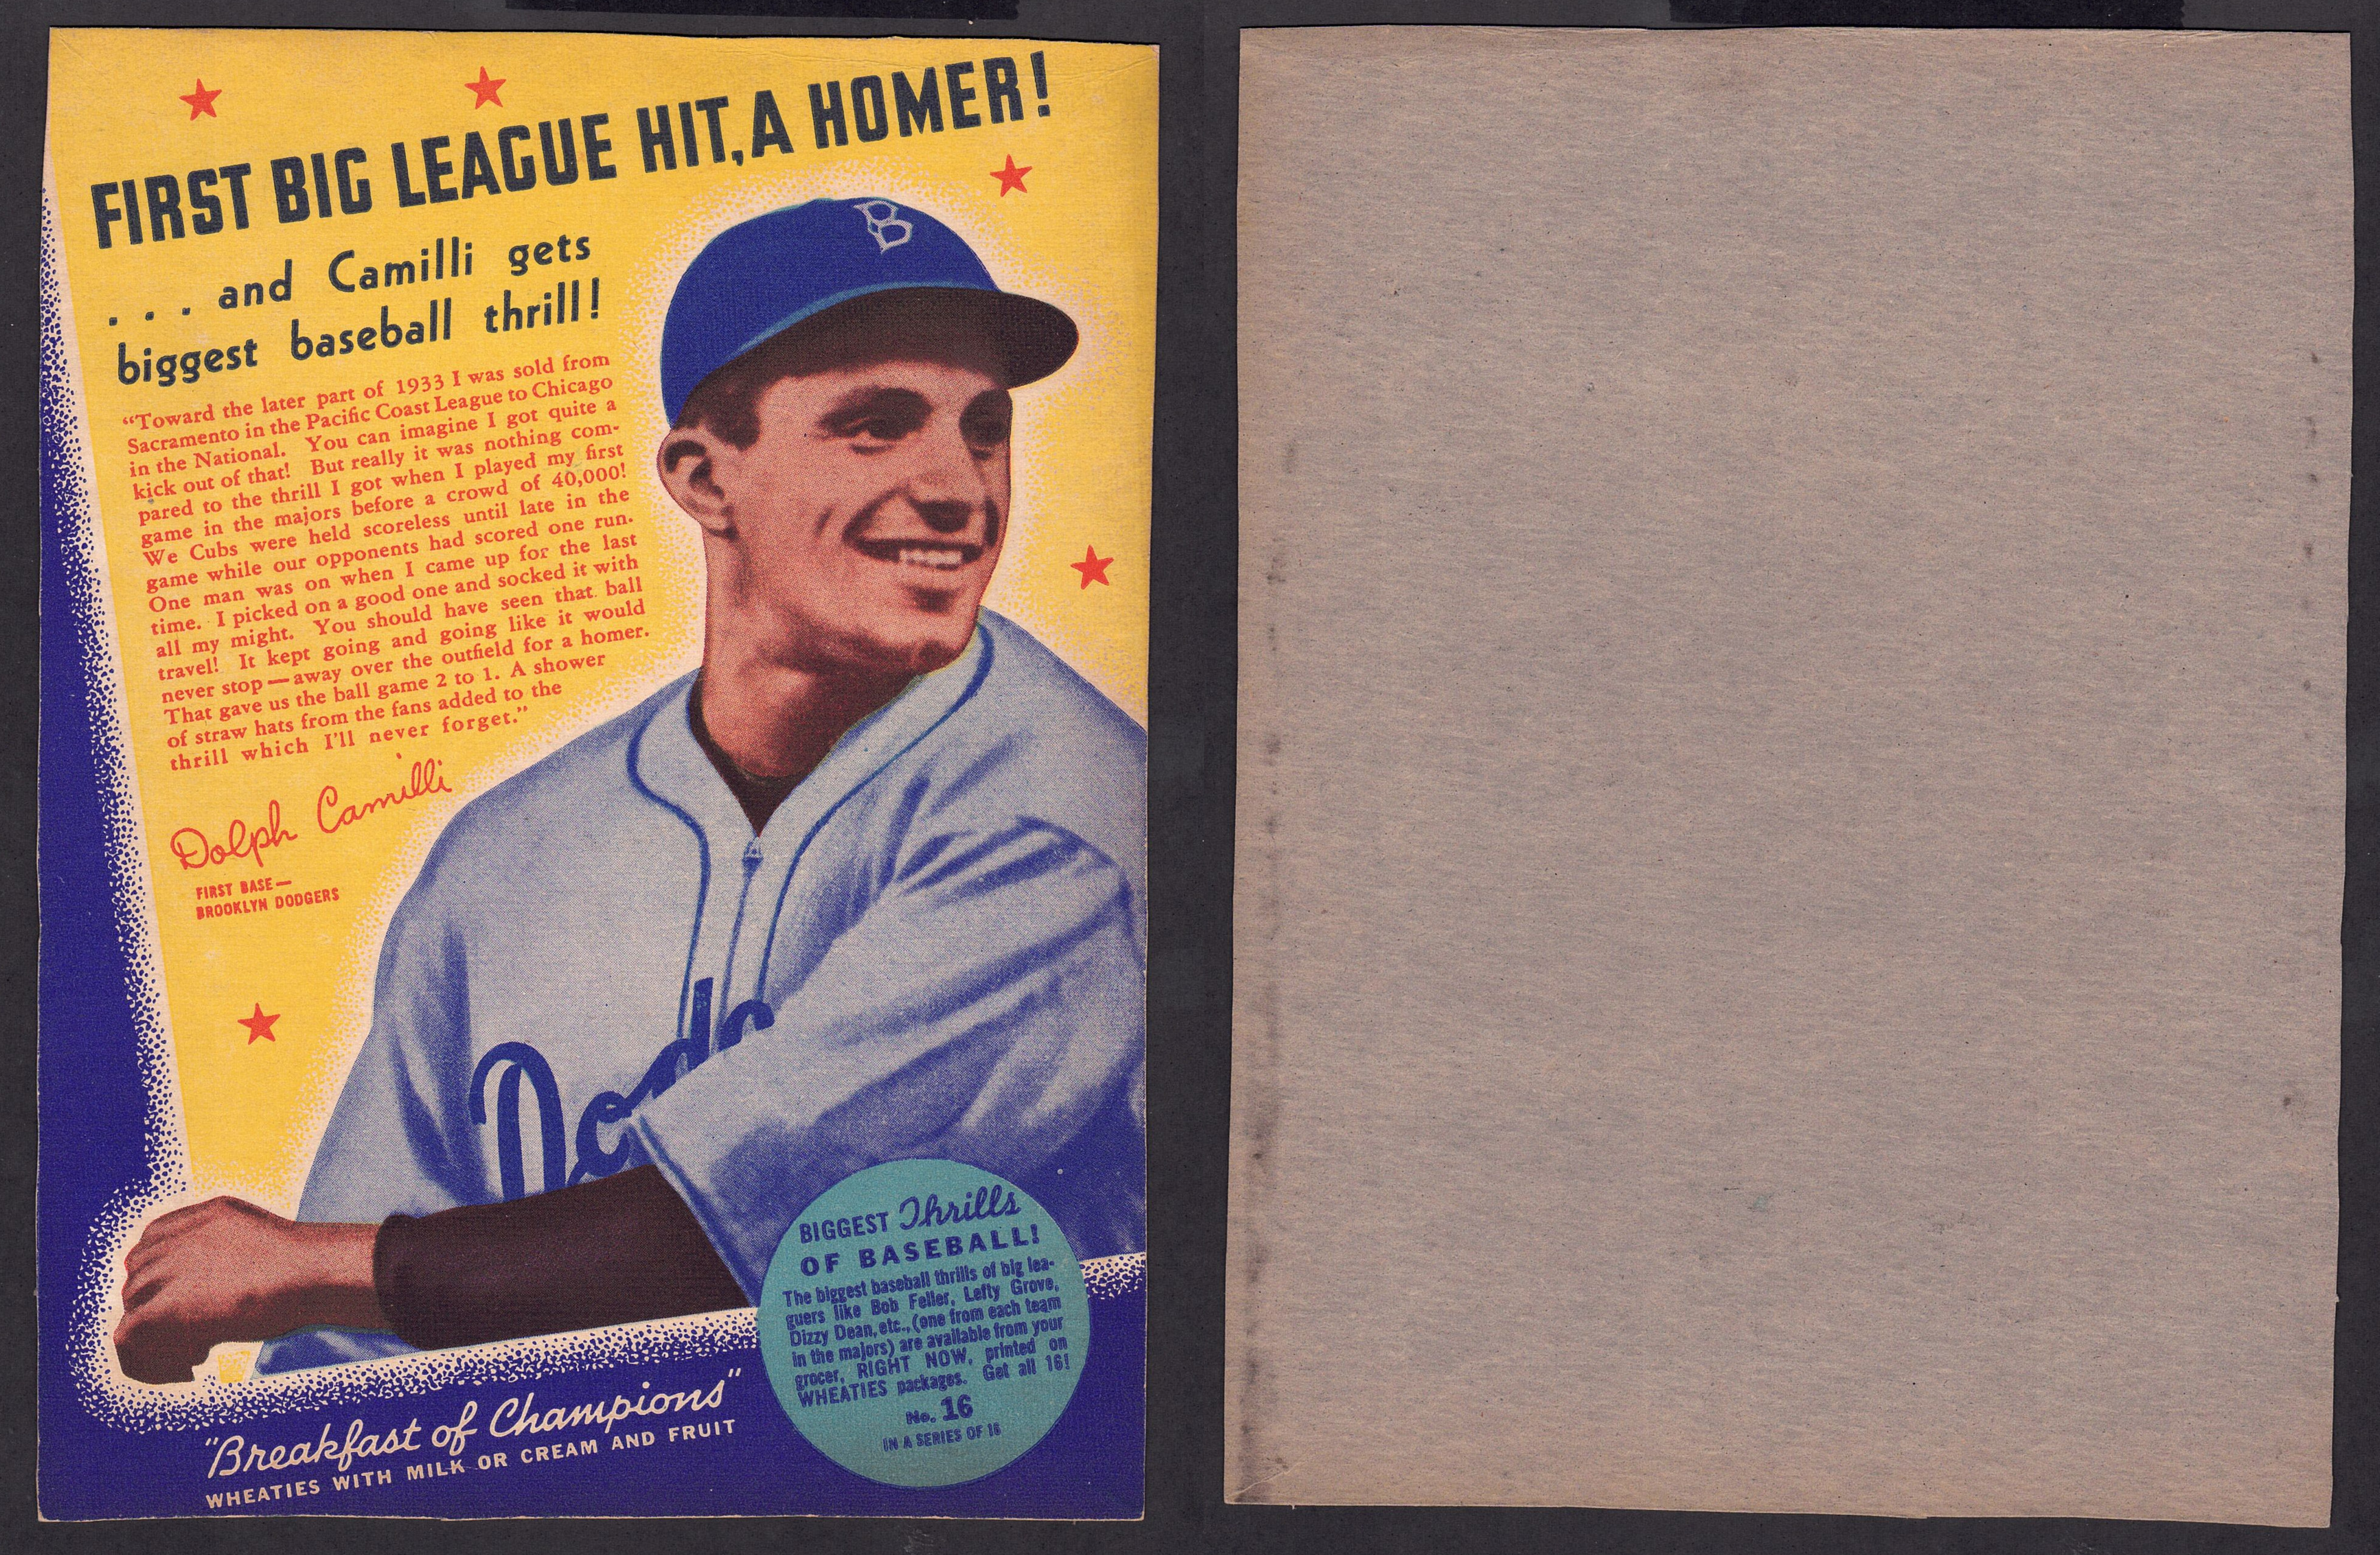 FIRST BIG LEAGUE HIT, A HOMER!
. . . and Camilli gets
biggest baseball thrill!
“Toward the later part of 1933 I was sold from
Sacramento in the Pacific Coast League to Chicago
in the National. You can imagine I got quite a
kick out of that! But really it was nothing com-
pared to the thrill I got when I played my first
game in the majors before a crowd of 40,000!
We Cubs were held scoreless until late in the
game while our opponents had scored one run.
One man was on when I came up for the last
time. I picked on a good one and socked it with
all my might. You should have seen that ball
travel! It kept going and going like it would
never stop—away over the outfield for a homer.
That gave us the ball game 2 to 1. A shower
of straw hats from the fans added to the
thrill which I'll never forget.”
Dolph Camilli
FIRST BASE—
BROOKLYN DODGERS
B
Dodg
BIGGEST Thrills
OF BASEBALL!
The biggest baseball thrills of big lea-
guers like Bob Feller, Lefty Grove,
Dizzy Dean, etc., (one from each team
in the majors) are available from your
grocer, RIGHT NOW, printed on
WHEATIES packages. Get all 16!
No. 16
IN A SERIES OF 16
"Breakfast of Champions"
WHEATIES WITH MILK OR CREAM AND FRUIT